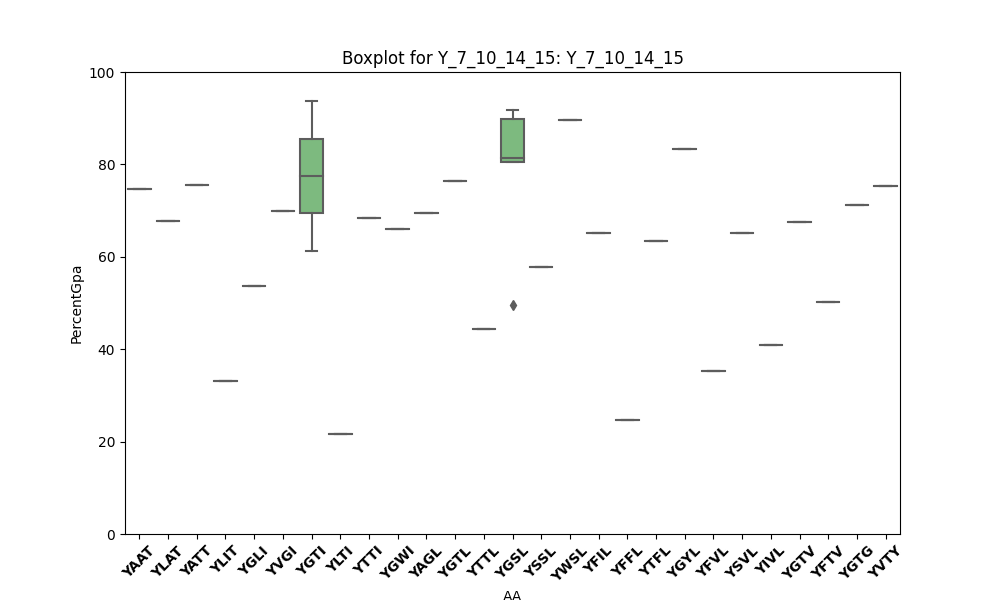 Boxplot for Y_7_10_14_15: Y_7_10_14_15
100
80
60
40
20
0
PercentGpa
YAAT YLAT YATT YLIT YGLI YVGI YGTI YLTI YTTI YGWI YAGL YGTL YTTL YGSL YSSL YWSL YFIL YFFL YTFL YGYL YFVL YSVL YIVL YGTV YFTV YGTG YVTY
AA